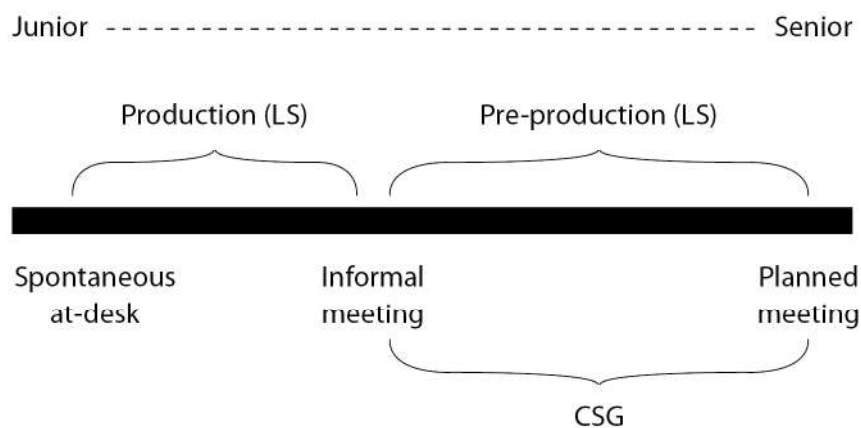 Junior Senior
Production (LS) Pre-production (LS)
Spontaneous Informal Planned
at-desk meeting meeting
CSG